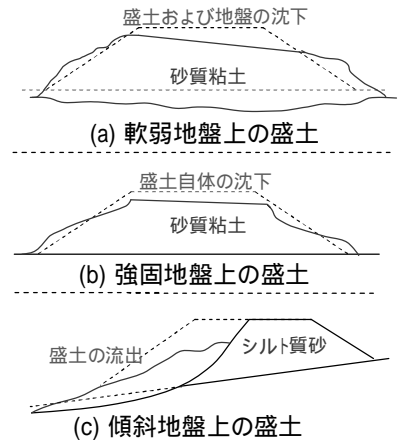 盛土および地盤の沈下
砂質粘土
(a) 軟弱地盤上の盛土
盛土自体の沈下
砂質粘土
(b) 強固地盤上の盛土
盛土の流出
シルト質砂
(c) 傾斜地盤上の盛土